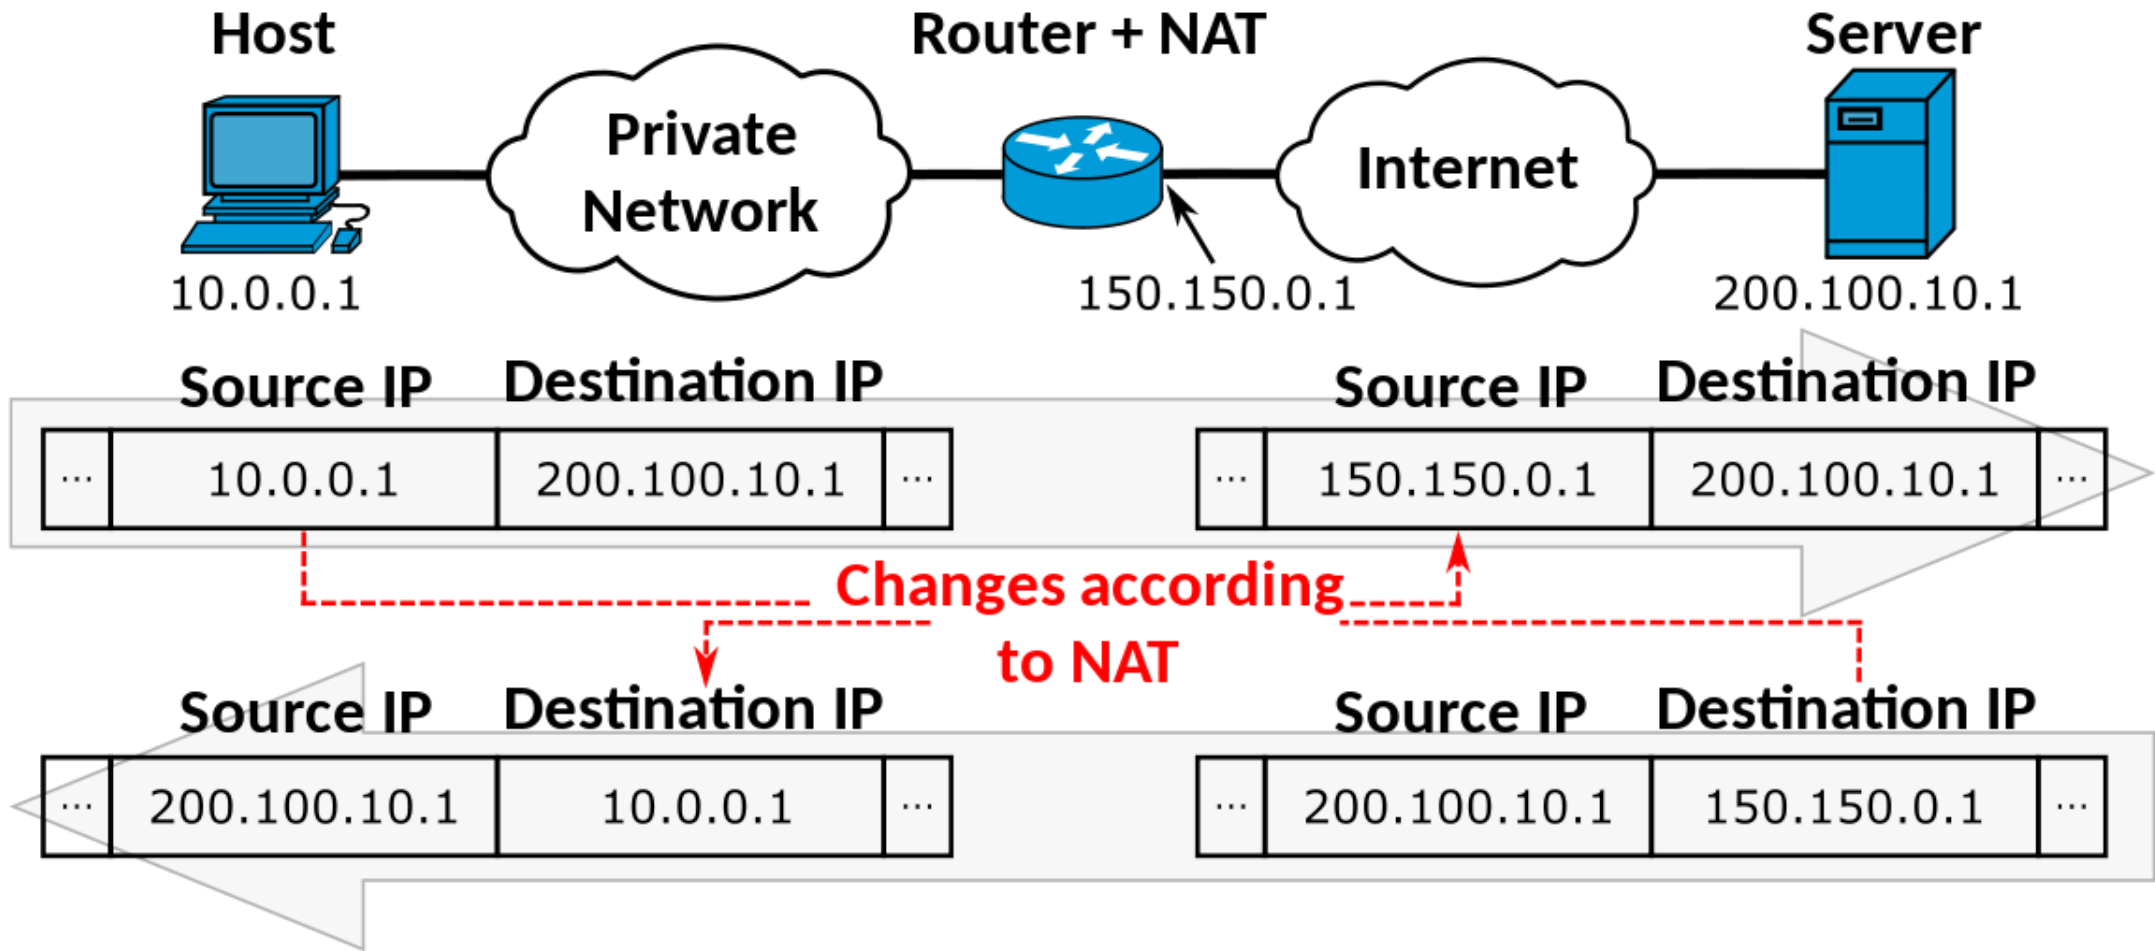 Host
Router + NAT
Server
Private
Network
Internet
10.0.0.1
150.150.0.1
200.100.10.1
Source IP
Destination IP
Source IP
Destination IP
... 10.0.0.1 200.100.10.1 ...
... 150.150.0.1 200.100.10.1 ...
Changes according
to NAT
Source IP
Destination IP
Source IP
Destination IP
... 200.100.10.1 10.0.0.1 ...
... 200.100.10.1 150.150.0.1 ...